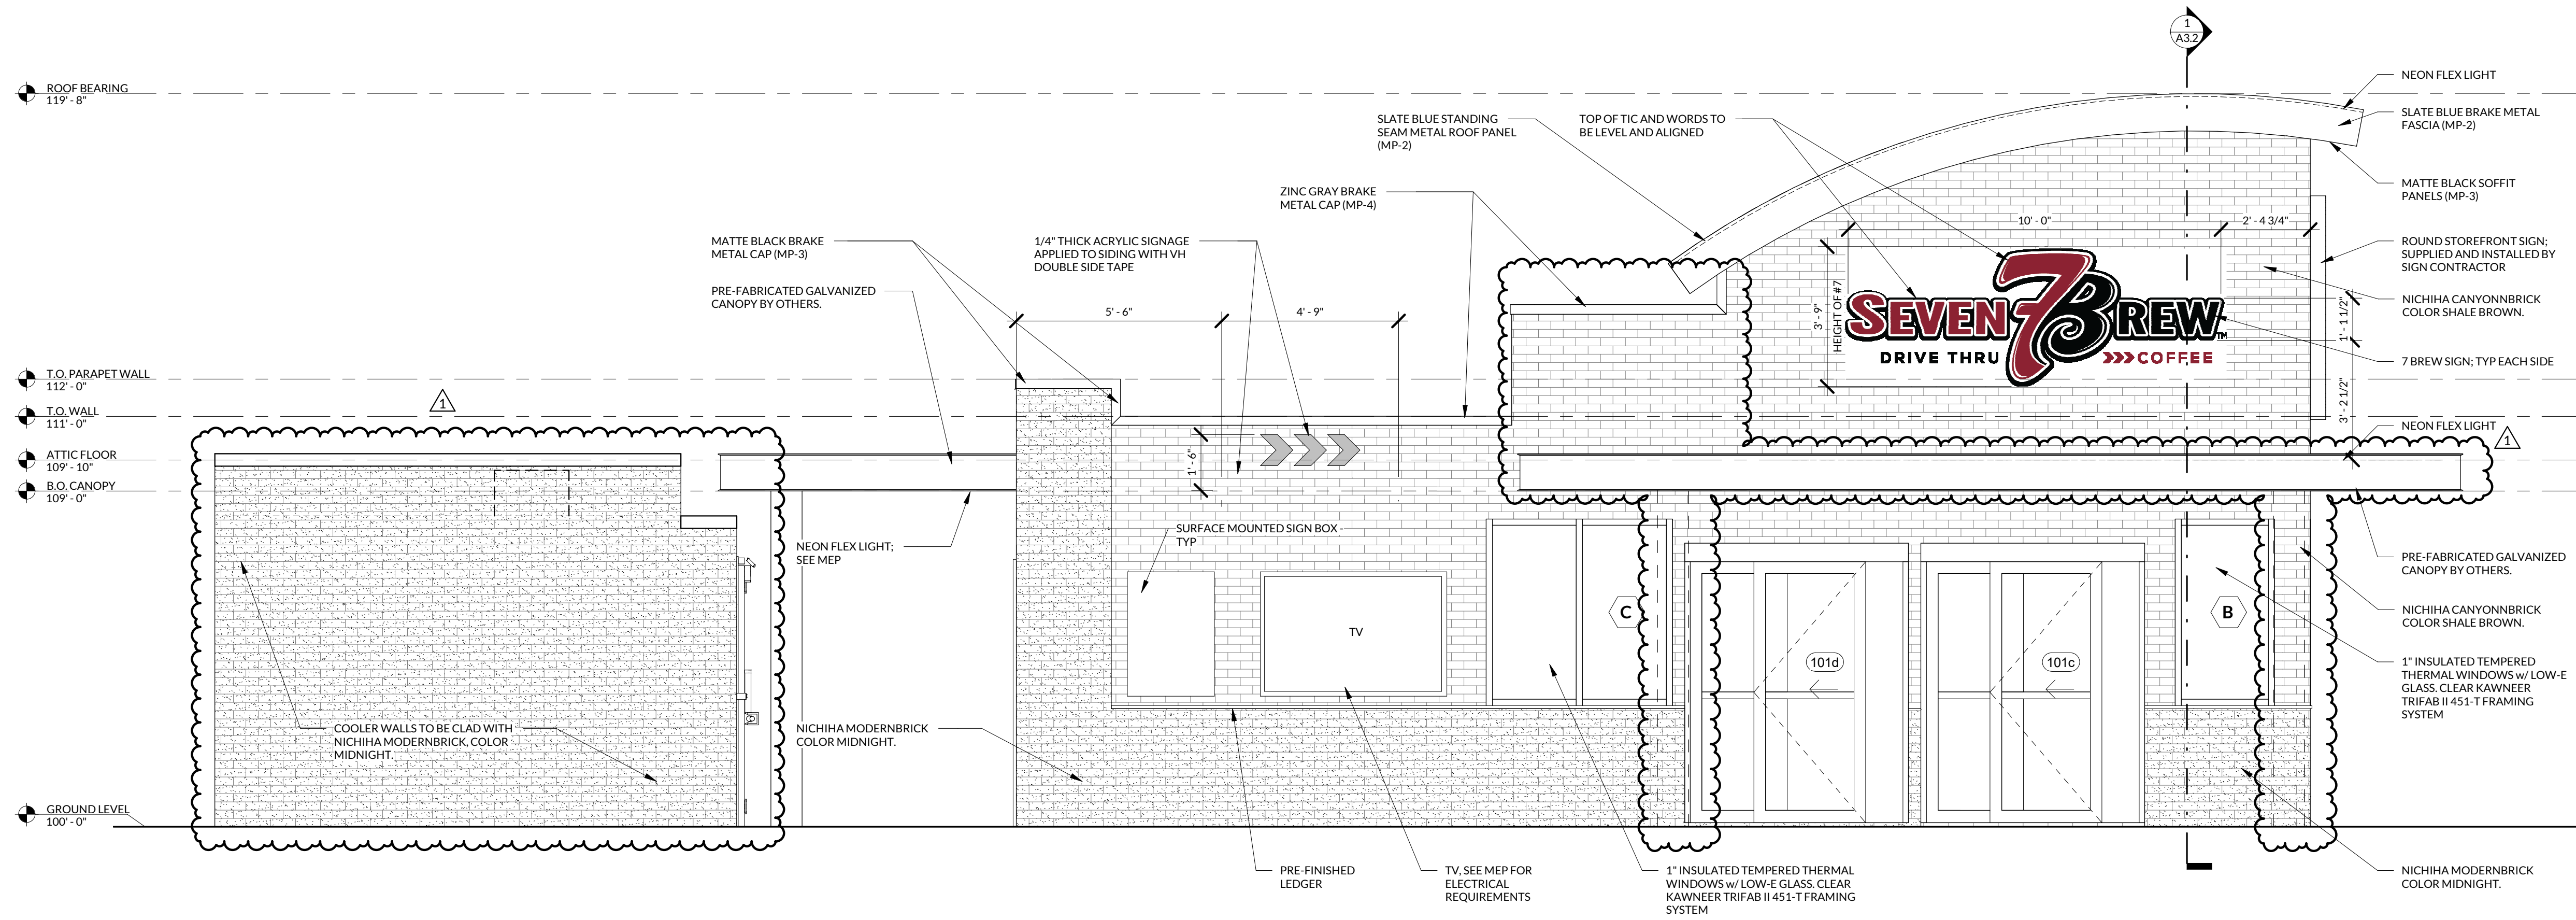 1
A3.2
ROOF BEARING
119' - 8"
NEON FLEX LIGHT
SLATE BLUE BRAKE METAL
FASCIA (MP-2)
SLATE BLUE STANDING
SEAM METAL ROOF PANEL
(MP-2)
TOP OF TIC AND WORDS TO
BE LEVEL AND ALIGNED
MATTE BLACK SOFFIT
PANELS (MP-3)
ZINC GRAY BRAKE
METAL CAP (MP-4)
10' - 0"
2' - 4 3/4"
MATTE BLACK BRAKE
METAL CAP (MP-3)
1/4" THICK ACRYLIC SIGNAGE
APPLIED TO SIDING WITH VH
DOUBLE SIDE TAPE
ROUND STOREFRONT SIGN;
SUPPLIED AND INSTALLED BY
SIGN CONTRACTOR
PRE-FABRICATED GALVANIZED
CANOPY BY OTHERS.
5' - 6"
4' - 9"
3' - 9"
HEIGHT OF #7
SEVEN 7 BREW TM
DRIVE THRU COFFEE
1' - 1 1/2"
NICHIHA CANYONNBRICK
COLOR SHALE BROWN.
7 BREW SIGN; TYP EACH SIDE
T.O. PARAPET WALL
112' - 0"
1
3' - 2 1/2"
T.O. WALL
111' - 0"
NEON FLEX LIGHT
1
ATTIC FLOOR
109' - 10"
1' - 6"
B.O. CANOPY
109' - 0"
SURFACE MOUNTED SIGN BOX -
TYP
NEON FLEX LIGHT;
SEE MEP
PRE-FABRICATED GALVANIZED
CANOPY BY OTHERS.
C
B
NICHIHA CANYONNBRICK
COLOR SHALE BROWN.
TV
101d
101c
1" INSULATED TEMPERED
THERMAL WINDOWS w/ LOW-E
GLASS. CLEAR KAWNEER
TRIFAB II 451-T FRAMING
SYSTEM
COOLER WALLS TO BE CLAD WITH
NICHIHA MODERNBRICK, COLOR
MIDNIGHT.
NICHIHA MODERNBRICK
COLOR MIDNIGHT.
GROUND LEVEL
100' - 0"
PRE-FINISHED
LEDGER
TV, SEE MEP FOR
ELECTRICAL
REQUIREMENTS
1" INSULATED TEMPERED THERMAL
WINDOWS w/ LOW-E GLASS. CLEAR
KAWNEER TRIFAB II 451-T FRAMING
SYSTEM
NICHIHA MODERNBRICK
COLOR MIDNIGHT.